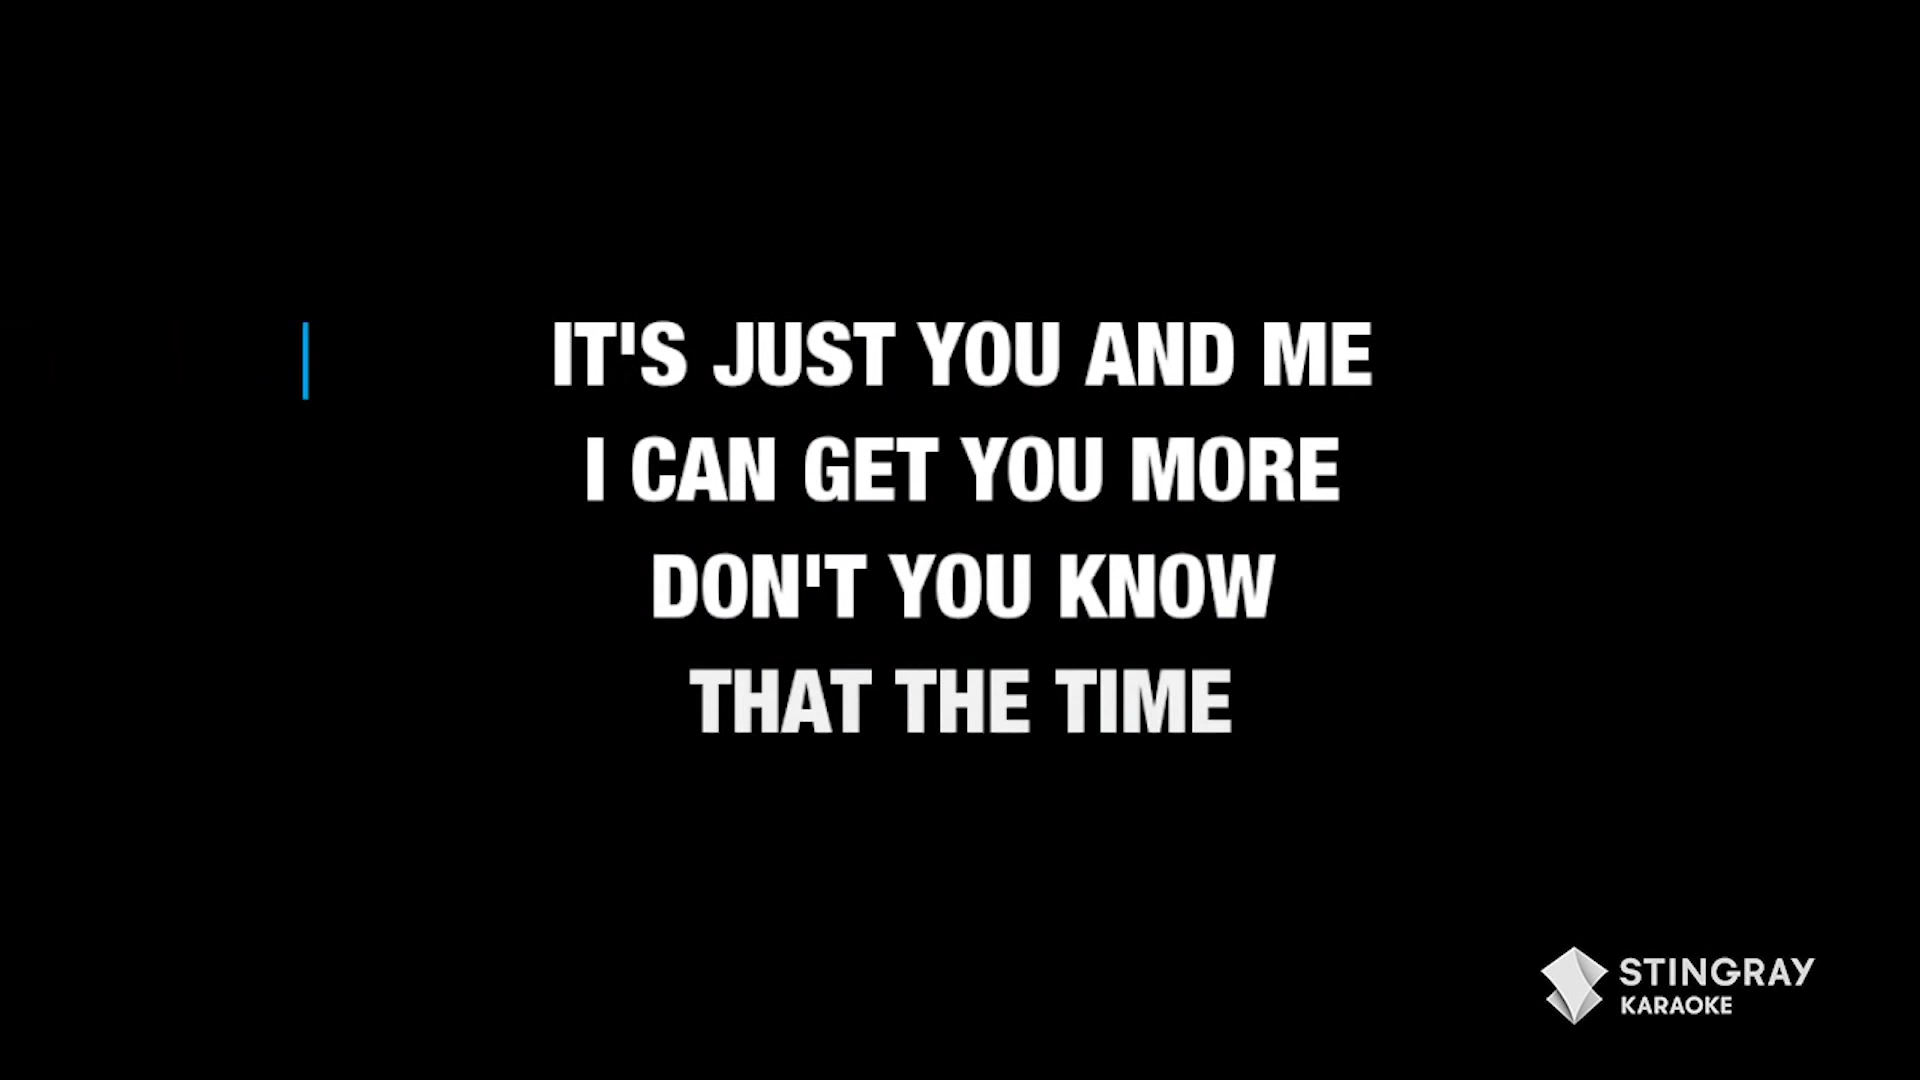 IT'S JUST YOU AND ME
I CAN GET YOU MORE
DON'T YOU KNOW
THAT THE TIME
STINGRAY
KARAOKE